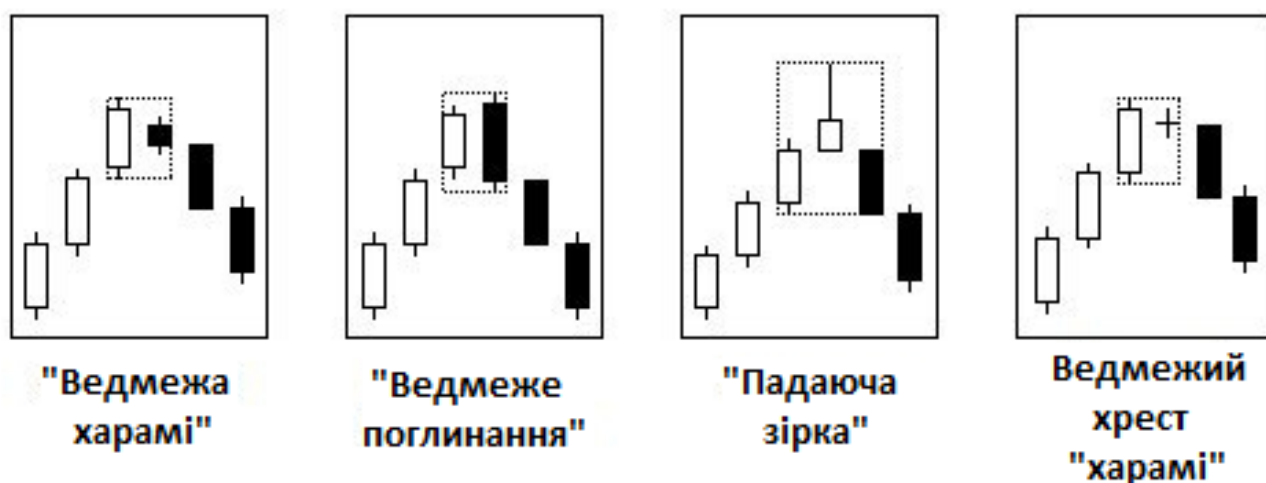 "Ведмежа
харамі"
"Ведмеже
поглинання"
"Падаюча
зірка"
Ведмежий
хрест
"харамі"